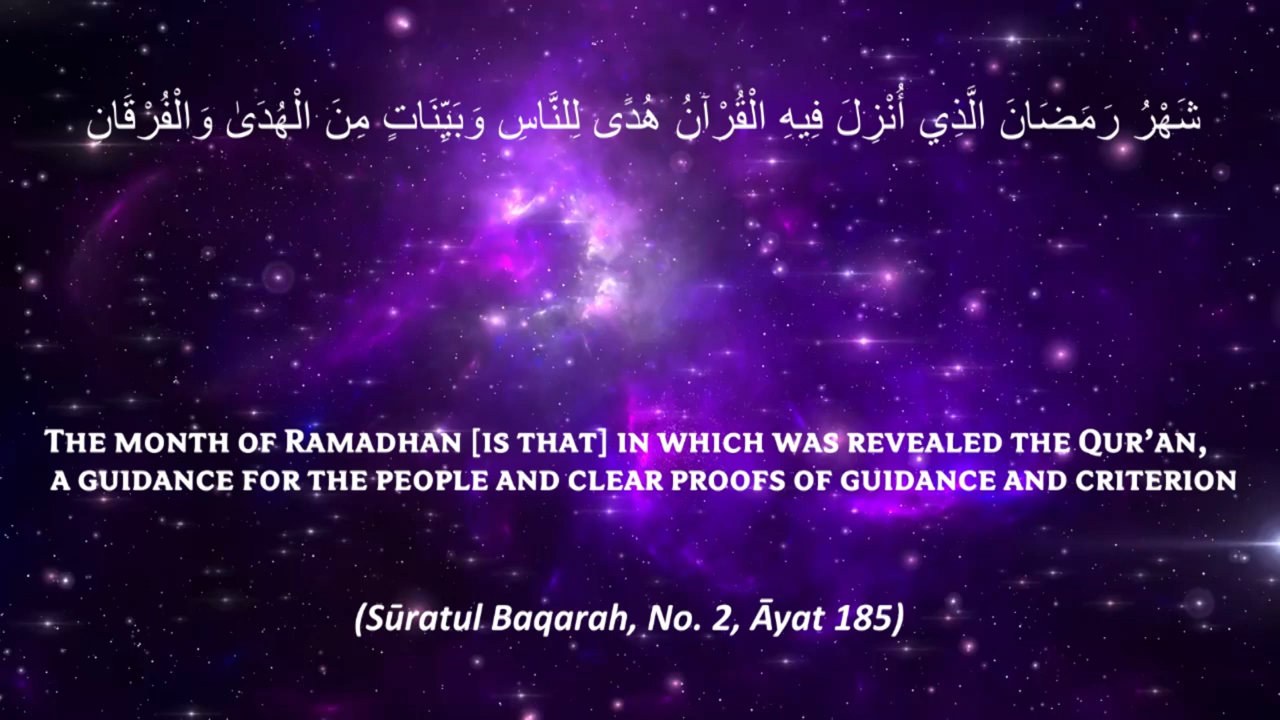 شَهْرُ رَمَضَانَ الَّذِي أُنْزِلَ فِيهِ الْقُرْآنُ هُدًى لِلنَّاسِ وَبَيِّنَاتٍ مِنَ الْهُدَىٰ وَالْفُرْقَانِ
The month of Ramadhan [is that] in which was revealed the Qur’an,
a guidance for the people and clear proofs of guidance and criterion
(Sūratul Baqarah, No. 2, Āyat 185)